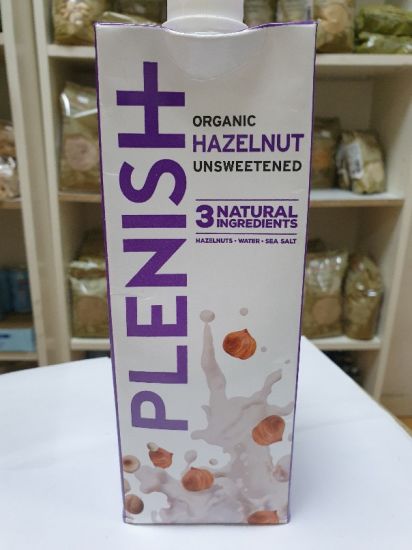 PLENISH
ORGANIC
HAZELNUT
UNSWEETENED
3 NATURAL
INGREDIENTS
HAZELNUTS • WATER • SEA SALT